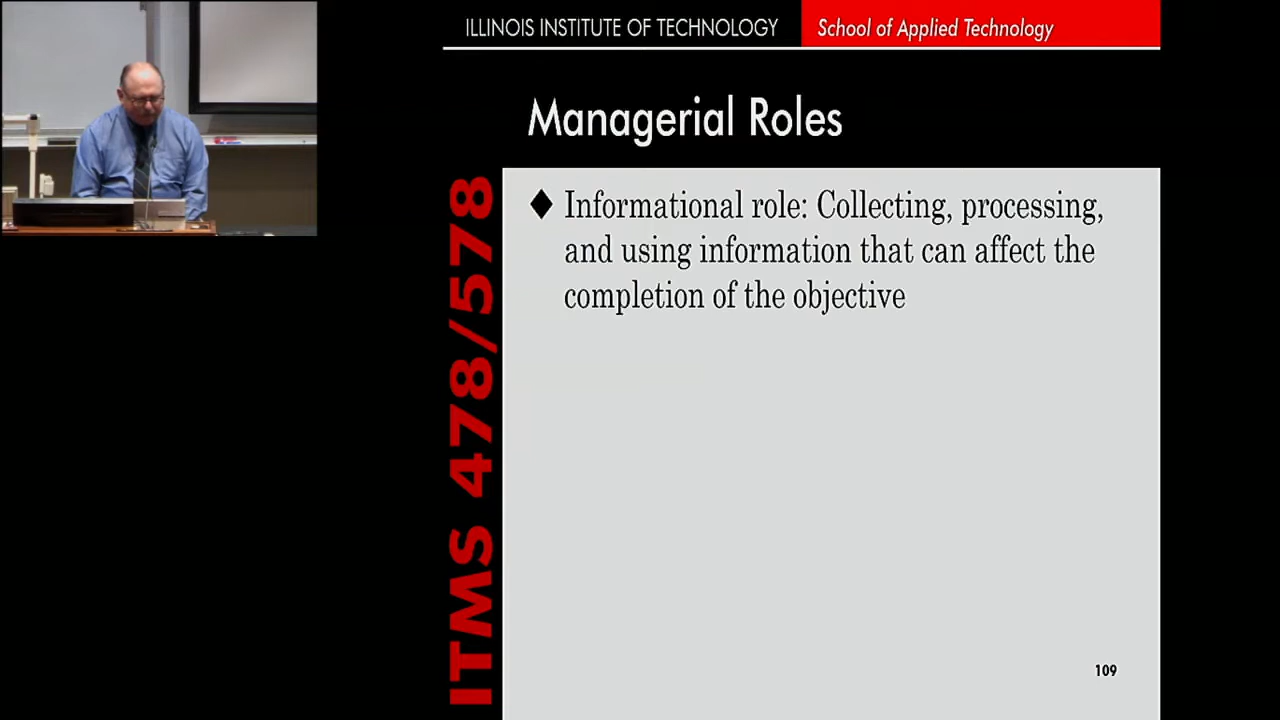 ILLINOIS INSTITUTE OF TECHNOLOGY School of Applied Technology
Managerial Roles
ITMS 478/578
♦ Informational role: Collecting, processing,
and using information that can affect the
completion of the objective
109